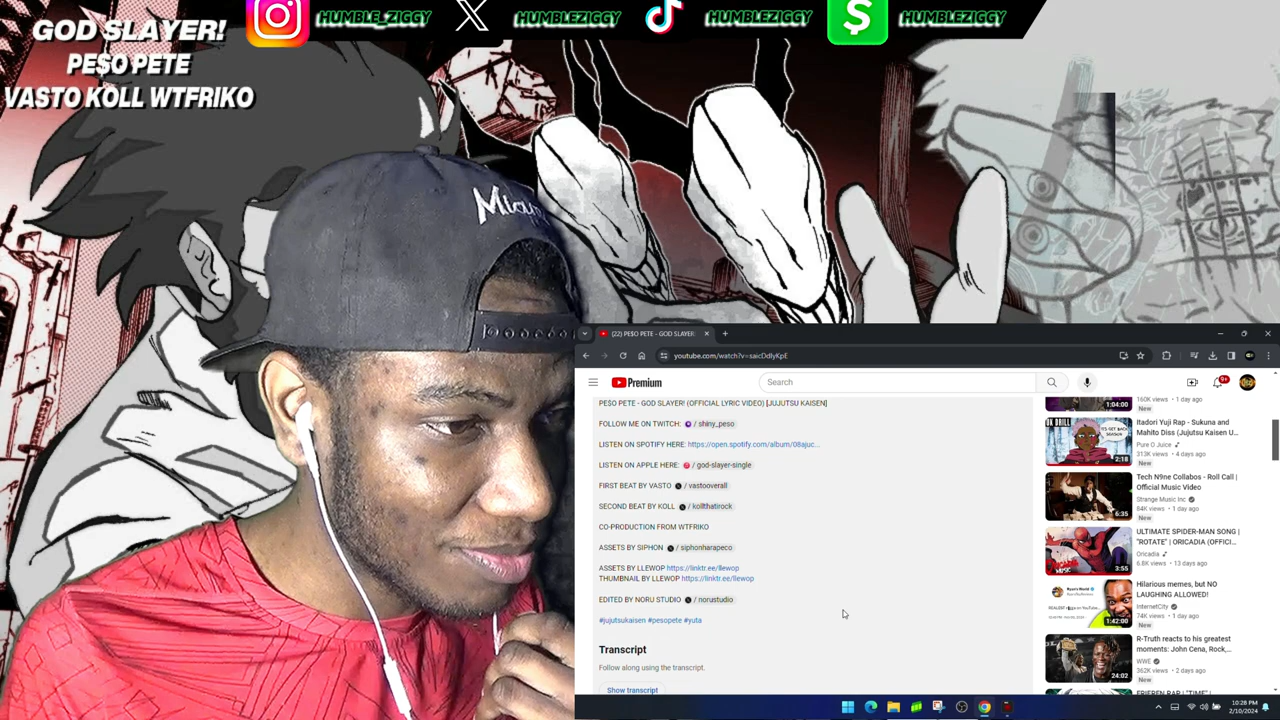 GOD SLAYER!
PE$O PETE
VASTO KOLL WTFRIKO
HUMBLE_ZIGGY
HUMBLEZIGGY
HUMBLEZIGGY
HUMBLEZIGGY
(22) PE$O PETE - GOD SLAYER
youtube.com/watch?v=saicDdlyKpE
Premium
Search
9+
PE$O PETE - GOD SLAYER! (OFFICIAL LYRIC VIDEO) [JUJUTSU KAISEN]
FOLLOW ME ON TWITCH: / shiny_peso
LISTEN ON SPOTIFY HERE: https://open.spotify.com/album/08ajuc...
LISTEN ON APPLE HERE: / god-slayer-single
FIRST BEAT BY VASTO / vastooverall
SECOND BEAT BY KOLL / kollthatirock
CO-PRODUCTION FROM WTFRIKO
ASSETS BY SIPHON / siphonharapeco
ASSETS BY LLEWOP https://linktr.ee/llewop
THUMBNAIL BY LLEWOP https://linktr.ee/llewop
EDITED BY NORU STUDIO / norustudio
#jujutsukaisen #pesopete #yuta
Transcript
Follow along using the transcript.
Show transcript
160K views • 1 day ago
New
1:04:00
Itadori Yuji Rap - Sukuna and
Mahito Diss (Jujutsu Kaisen U...
Pure O Juice
313K views • 4 days ago
New
2:18
Tech N9ne Collabos - Roll Call |
Official Music Video
Strange Music Inc
84K views • 1 day ago
New
6:35
ULTIMATE SPIDER-MAN SONG |
"ROTATE" | ORICADIA (OFFICI...
Oricadia
6.8K views • 13 days ago
3:55
Hilarious memes, but NO
LAUGHING ALLOWED!
InternetCity
74K views • 1 day ago
New
1:42:00
R-Truth reacts to his greatest
moments: John Cena, Rock,...
WWE
362K views • 2 days ago
New
24:02
FRIEREN RAP | "TIME" |
10:28 PM
2/10/2024